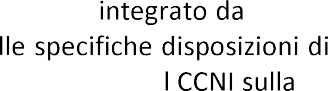 integrato da
lle specifiche disposizioni di
l CCNI sulla